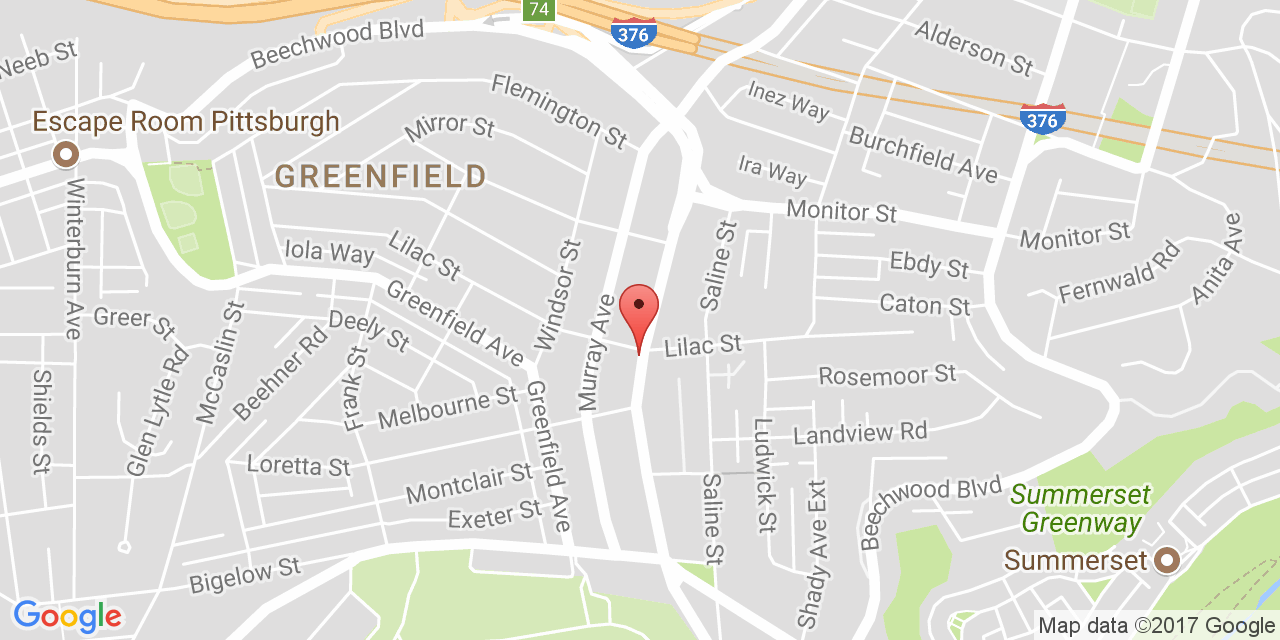 74
376
Beechwood Blvd
Alderson St
Neeb St
Flemington St
Inez Way
376
Escape Room Pittsburgh
Mirror St
Burchfield Ave
GREENFIELD
Ira Way
Winterburn Ave
Monitor St
Monitor St
Iola Way
Lilac St
Windsor St
Saline St
Ebdy St
Fernwald Rd
Anita Ave
Greenfield Ave
Murray Ave
Caton St
Greer St
McCaslin St
Deely St
Lilac St
Beehner Rd
Glen Lytle Rd
Frank St
Rosemoor St
Shields St
Melbourne St
Greenfield Ave
Ludwick St
Landview Rd
Loretta St
Montclair St
Saline St
Shady Ave Ext
Beechwood Blvd
Summerset
Greenway
Exeter St
Bigelow St
Summerset
Google
Map data ©2017 Google